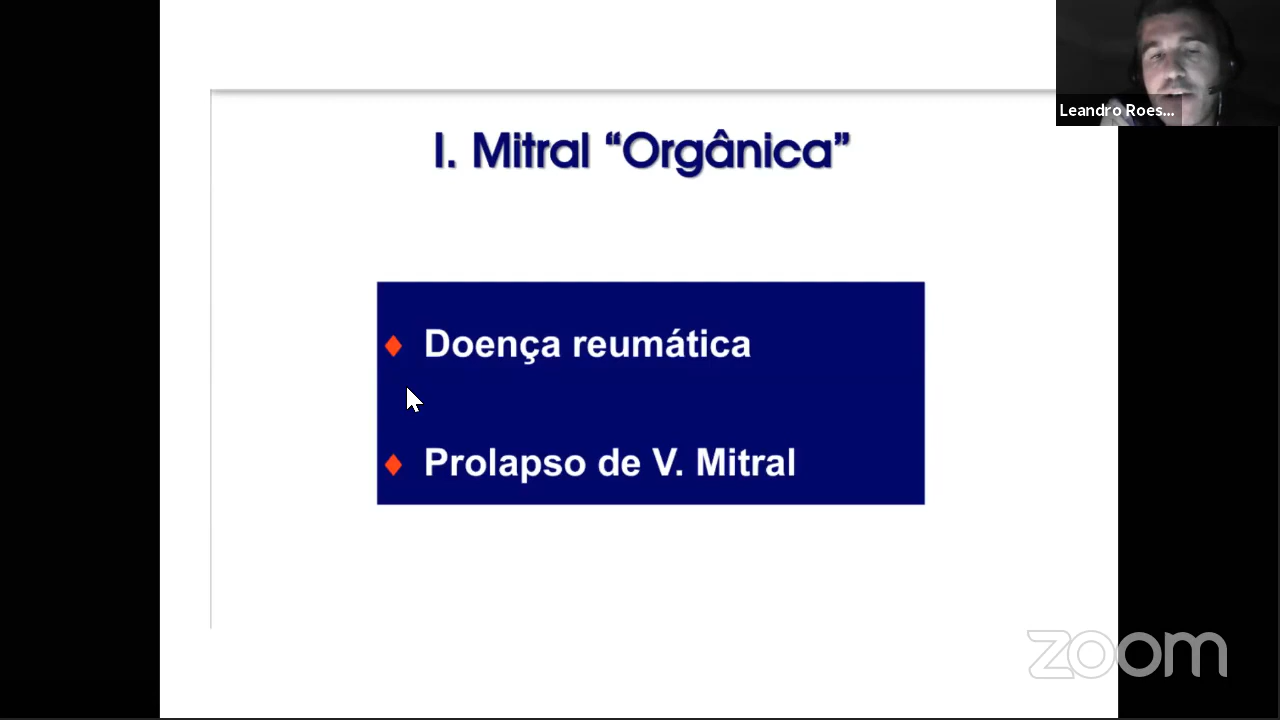 Leandro Roes...
I. Mitral “Orgânica”
Doença reumática
Prolapso de V. Mitral
zoom